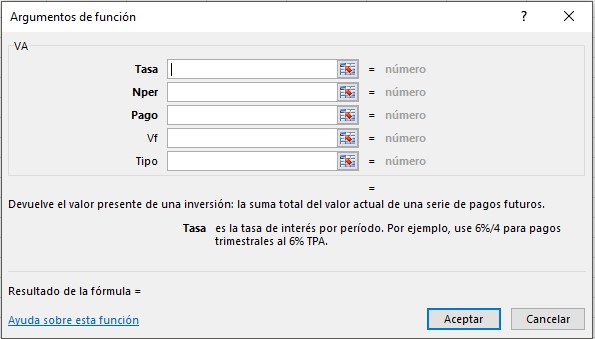 Argumentos de función ? ×
VA
Tasa = número
Nper = número
Pago = número
Vf = número
Tipo = número
=
Devuelve el valor presente de una inversión: la suma total del valor actual de una serie de pagos futuros.
Tasa es la tasa de interés por período. Por ejemplo, use 6%/4 para pagos
trimestrales al 6% TPA.
Resultado de la fórmula =
Ayuda sobre esta función Aceptar Cancelar